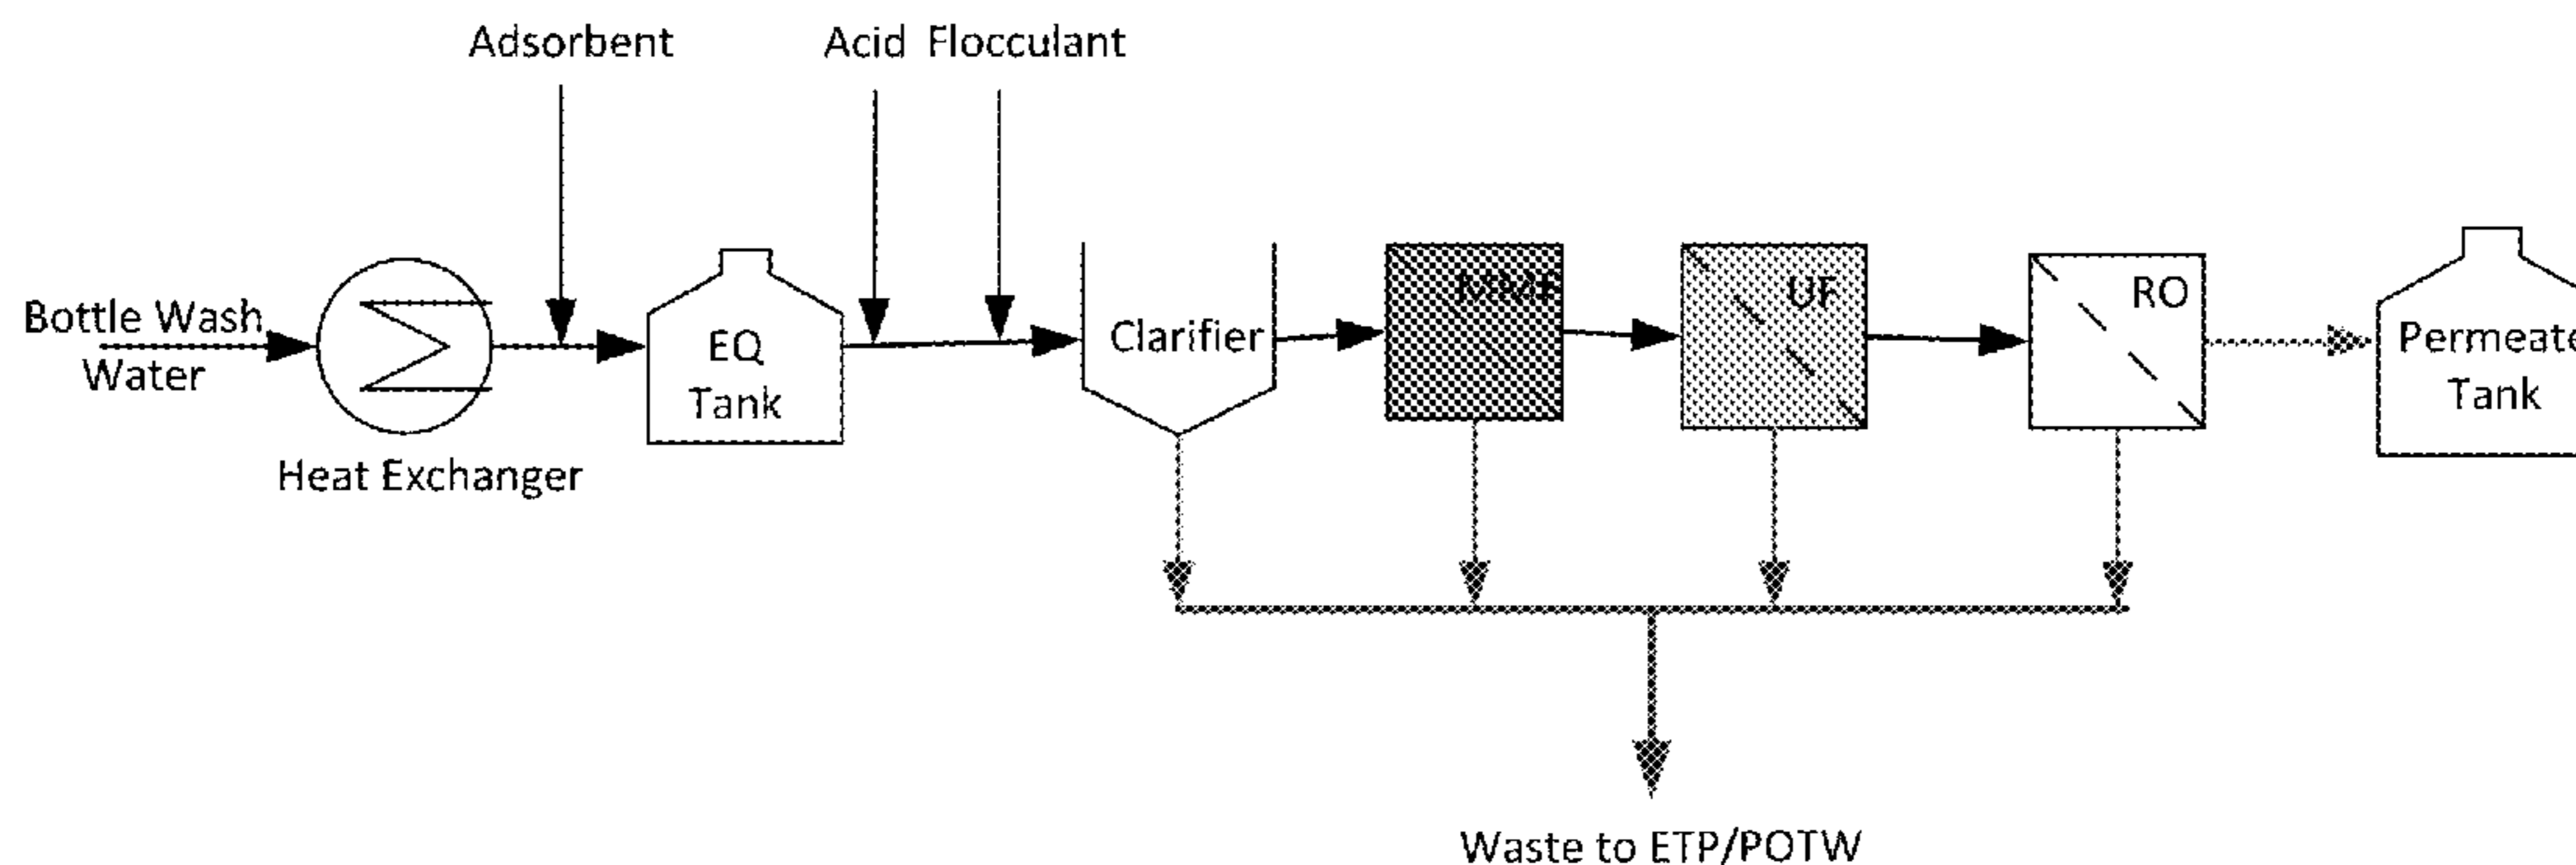 Adsorbent
Acid Flocculant
Bottle Wash
Water
Heat Exchanger
EQ
Tank
Clarifier
MMF
UF
RO
Permeate
Tank
Waste to ETP/POTW